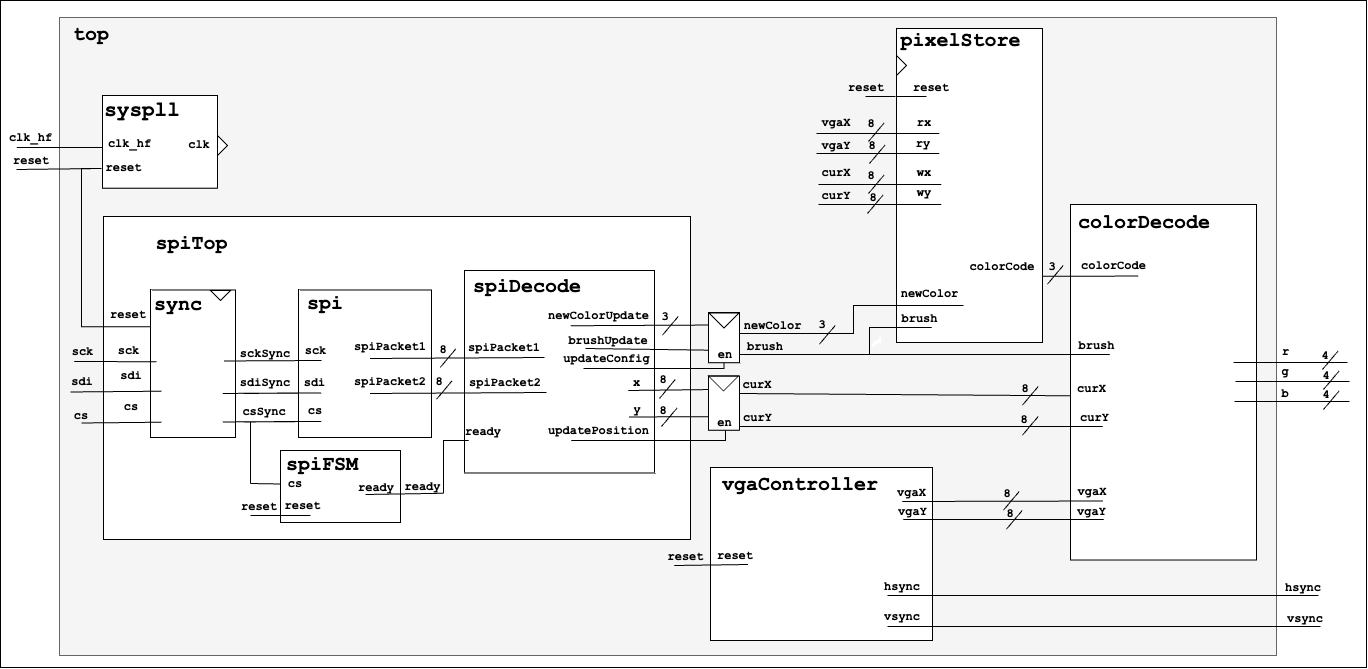 top
pixelStore
reset reset
vgaX 8 rx
vgaY 8 ry
curX 8 wx
curY 8 wy
colorCode 3
newColor
brush
syspll
clk_hf clk_hf clk
reset reset
spiTop
reset
sync
sck sck sckSync
sdi sdi sdiSync
cs cs csSync
spi
sck spiPacket1 8
sdi spiPacket2 8
cs
spiFSM
cs
reset reset
ready ready
spiDecode
newColorUpdate 3
brushUpdate
spiPacket1 updateConfig
spiPacket2 x 8
y 8
ready updatePosition
newColor 3
en brush
curX 8
curY 8
en
colorDecode
colorCode
brush
curX
curY
vgaX
vgaY
r 4
g 4
b 4
vgaController
vgaX 8
vgaY 8
reset reset
hsync hsync
vsync vsync